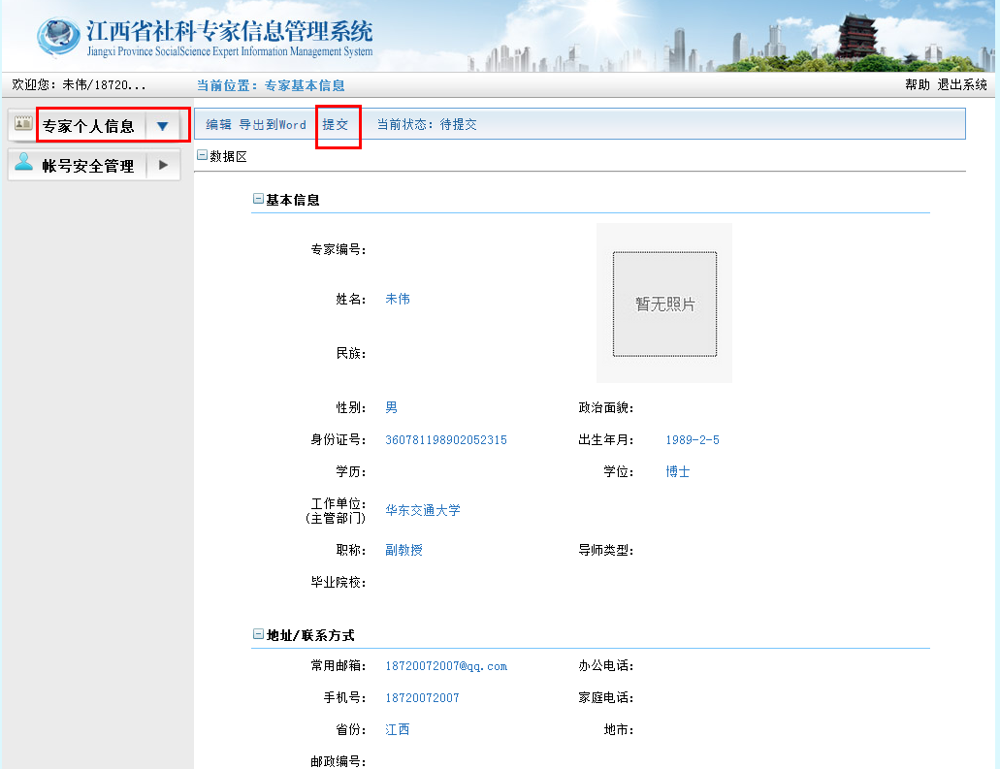 江西省社科专家信息管理系统
Jiangxi Province SocialScience Expert Information Management System
欢迎您: 未伟/18720... 当前位置: 专家基本信息 帮助 退出系统
专家个人信息
帐号安全管理
编辑 导出到Word 提交 当前状态: 待提交
数据区
基本信息
专家编号:
姓名: 未伟
暂无照片
民族:
性别: 男 政治面貌:
身份证号: 360781198902052315 出生年月: 1989-2-5
学历: 学位: 博士
工作单位:
(主管部门) 华东交通大学
职称: 副教授 导师类型:
毕业院校:
地址/联系方式
常用邮箱: 18720072007@qq.com 办公电话:
手机号: 18720072007 家庭电话:
省份: 江西 地市:
邮政编号: